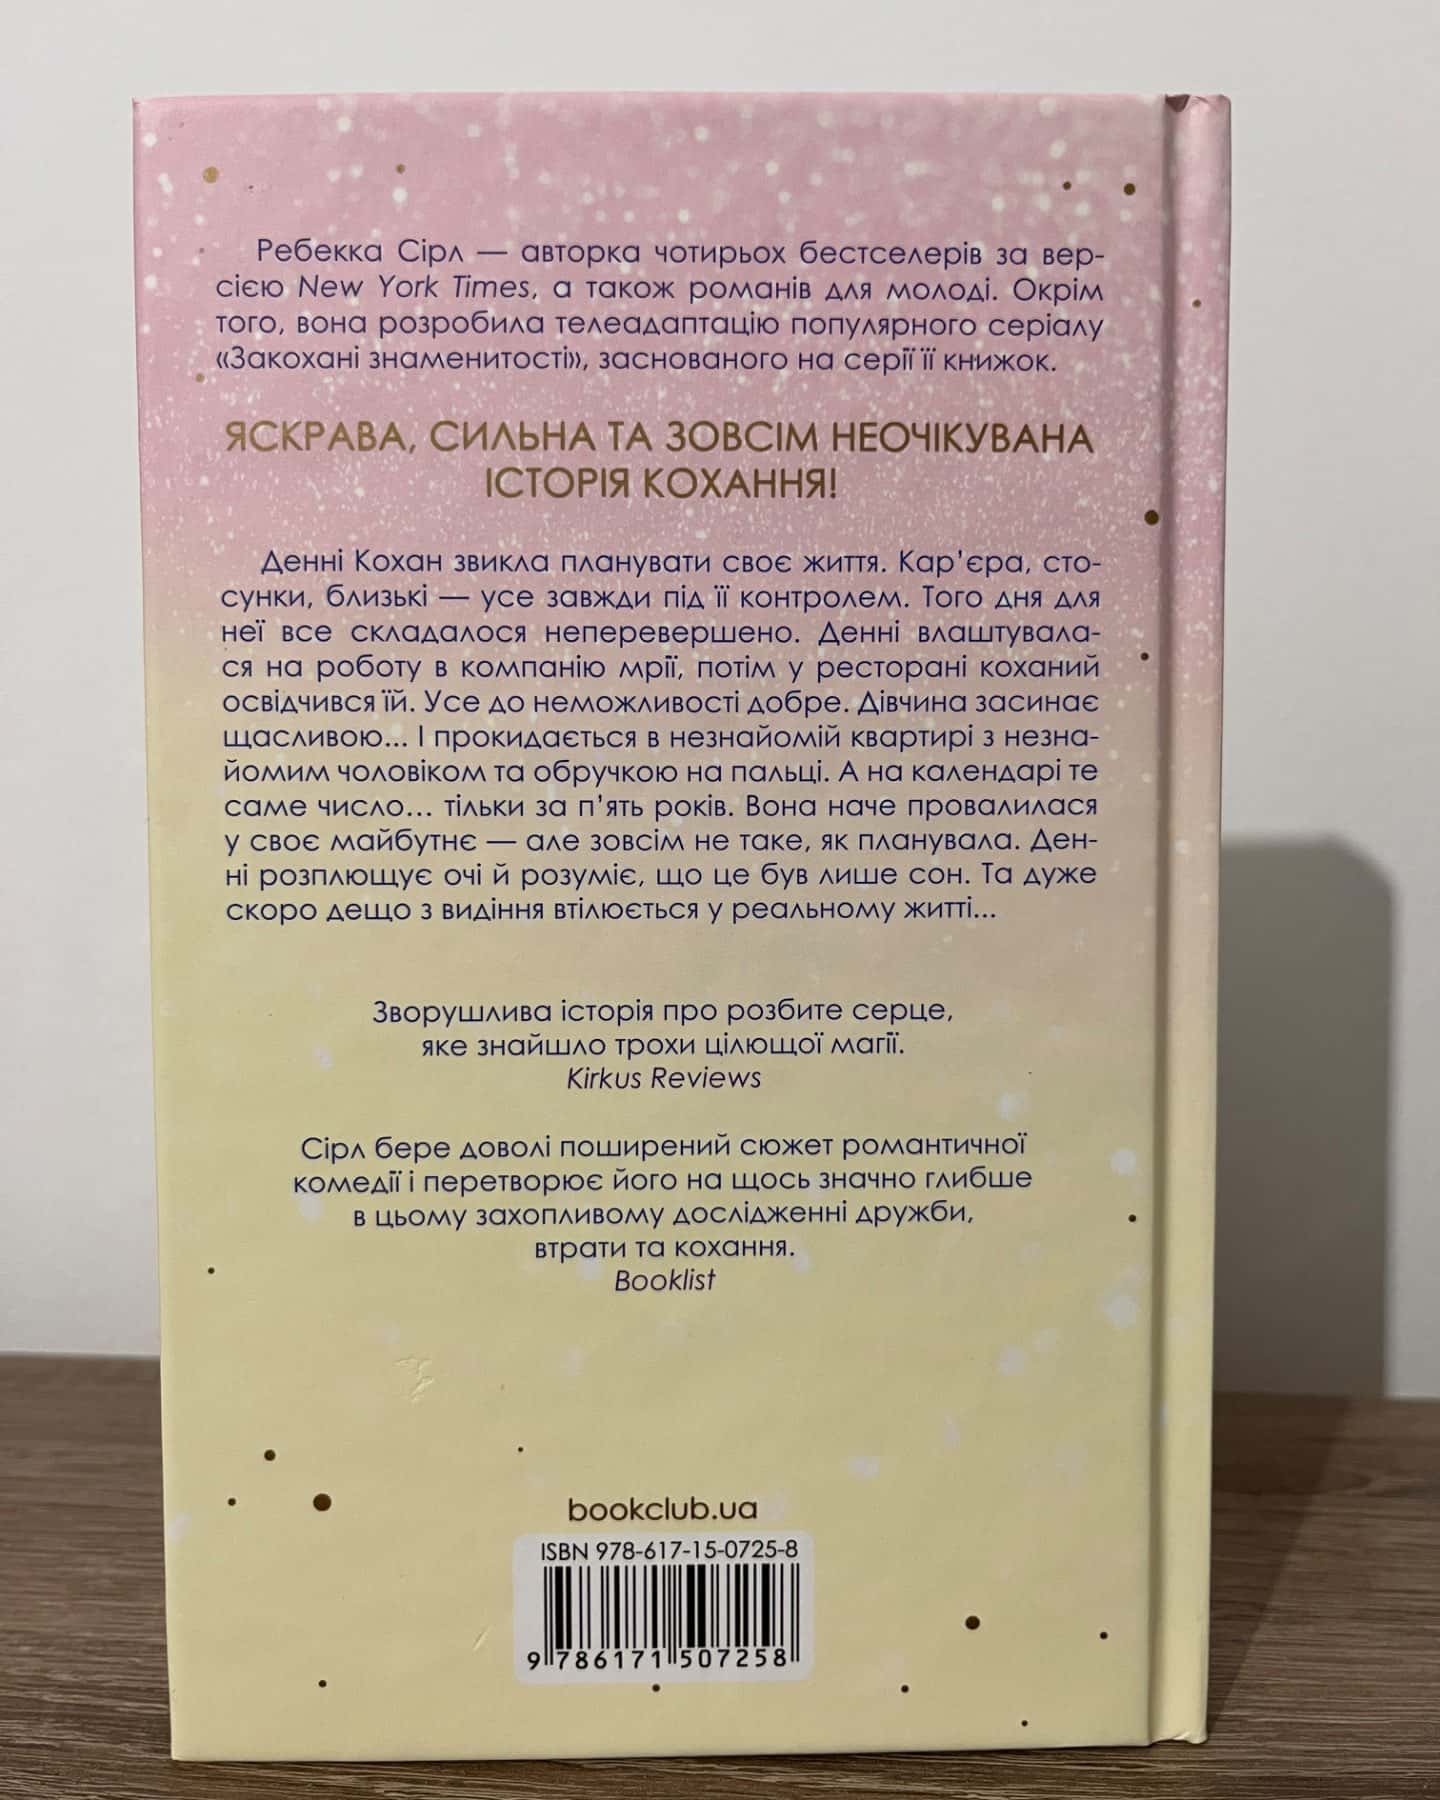 Ребекка Сірл — авторка чотирьох бестселерів за вер-
сією New York Times, а також романів для молоді. Окрім
того, вона розробила телеадаптацію популярного серіалу
«Закохані знаменитості», заснованого на серії її книжок.
ЯСКРАВА, СИЛЬНА ТА ЗОВСІМ НЕОЧІКУВАНА
ІСТОРІЯ КОХАННЯ!
Денні Кохан звикла планувати своє життя. Кар'єра, сто-
сунки, близькі — усе завжди під її контролем. Того дня для
неї все складалося неперевершено. Денні влаштувала-
ся на роботу в компанію мрії, потім у ресторані коханий
освідчився їй. Усе до неможливості добре. Дівчина засинає
щасливою... І прокидається в незнайомій квартирі з незна-
йомим чоловіком та обручкою на пальці. А на календарі те
саме число... тільки за п'ять років. Вона наче провалилася
у своє майбутнє — але зовсім не таке, як планувала. Ден-
ні розплющує очі й розуміє, що це був лише сон. Та дуже
скоро дещо з видіння втілюється у реальному житті...
Зворушлива історія про розбите серце,
яке знайшло трохи цілющої магії.
Kirkus Reviews
Сірл бере доволі поширений сюжет романтичної
комедії і перетворює його на щось значно глибше
в цьому захопливому дослідженні дружби,
втрати та кохання.
Booklist
bookclub.ua
ISBN 978-617-15-0725-8
9 786171 507258